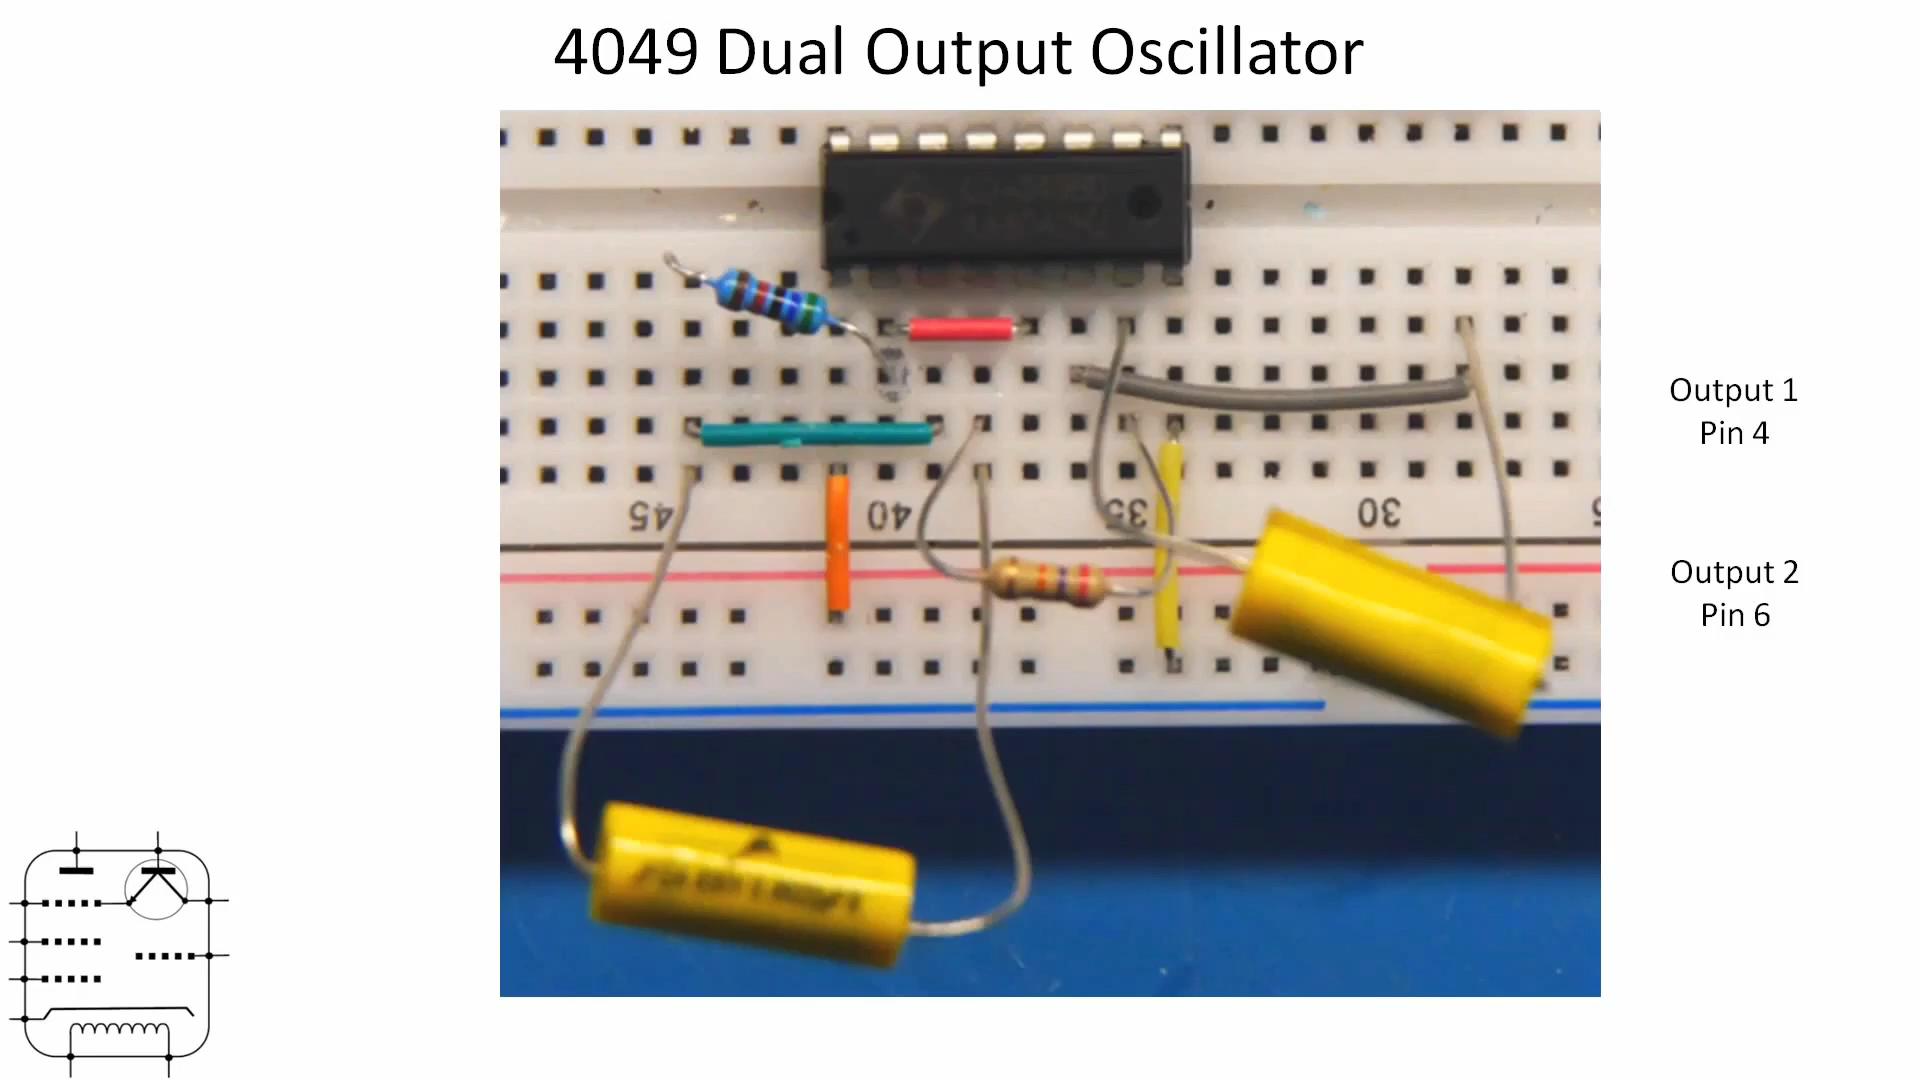 4049 Dual Output Oscillator
45
40
35
30
Output 1
Pin 4
Output 2
Pin 6